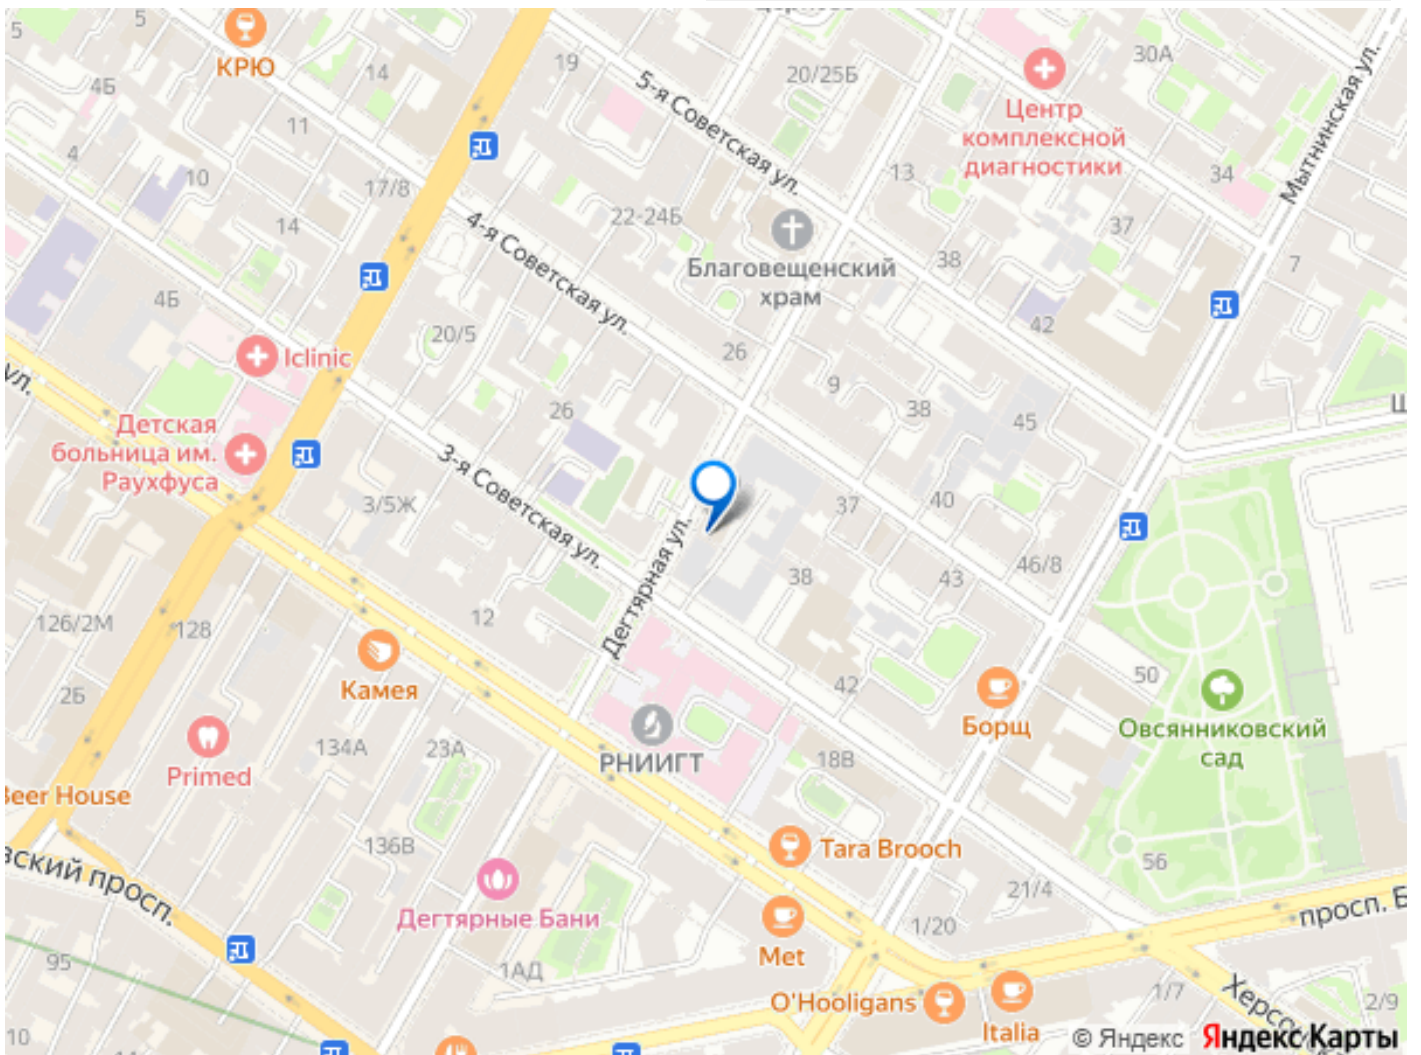 5
5
КРЮ
14
19
4Б
11
4
10
17/8
14
5-я Советская ул.
20/25Б
30А
Центр
комплексной
диагностики
Мытнинская ул.
13
34
22-24Б
37
4-я Советская ул.
Благовещенский
храм
38
7
4Б
20/5
42
Iclinic
26
ул.
9
38
45
26
Детская
больница им.
Раухфуса
3-я Советская ул.
3/5Ж
37
40
Дегтярная ул.
46/8
38
43
126/2М
128
12
Камея
2Б
42
50
Борщ
Овсянниковский
сад
134А
23А
РНИИГТ
18В
Primed
Beer House
136В
Tara Brooch
56
вский просп.
21/4
Дегтярные Бани
1/20
просп. Б
Мет
95
1АД
O'Hooligans
Italia
1/7
2/9
10
© Яндекс Яндекс Карты